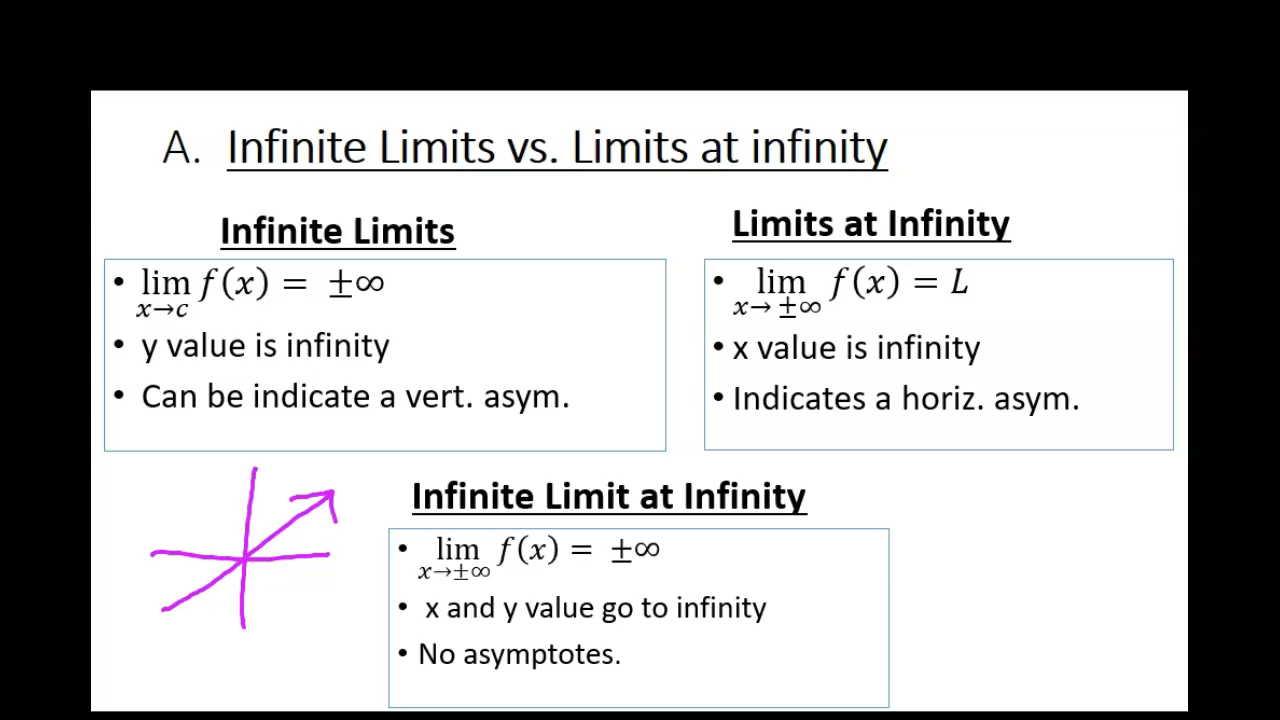 A. Infinite Limits vs. Limits at infinity
Infinite Limits
• lim f(x) = ±∞
x→c
• y value is infinity
• Can be indicate a vert. asym.
Limits at Infinity
• lim f(x) = L
x→ ±∞
• x value is infinity
• Indicates a horiz. asym.
Infinite Limit at Infinity
• lim f(x) = ±∞
x→±∞
• x and y value go to infinity
• No asymptotes.